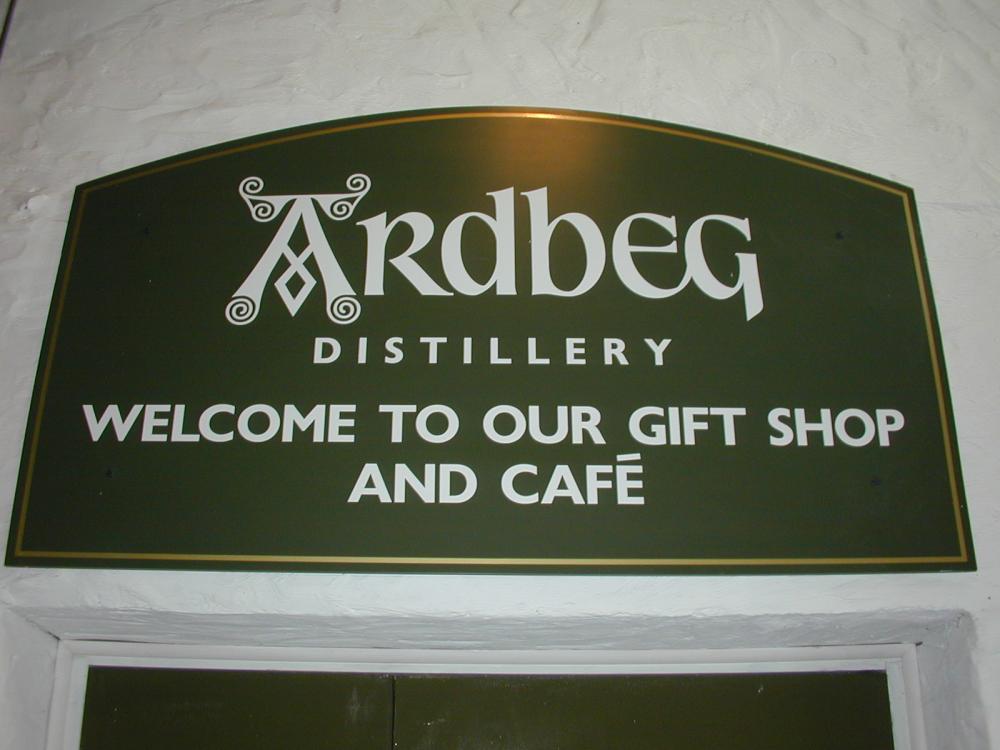 Ardbeg
DISTILLERY
WELCOME TO OUR GIFT SHOP
AND CAFÉ